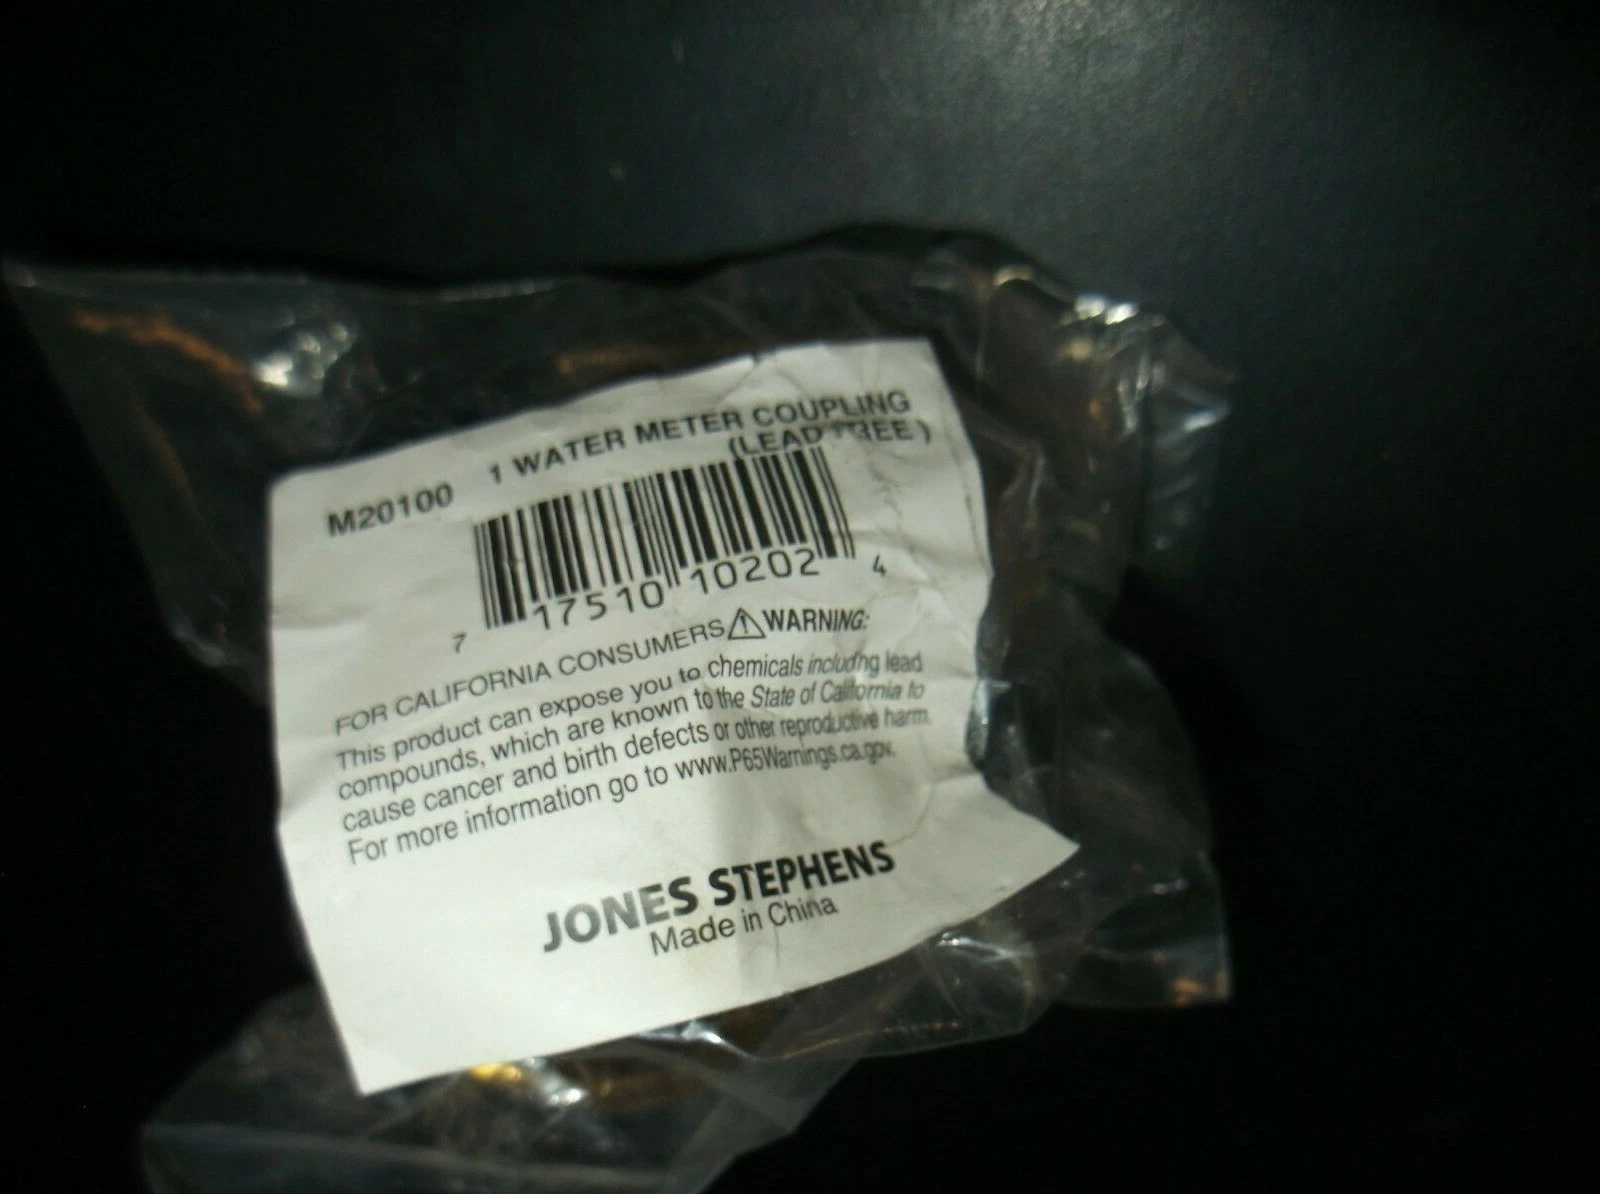 M20100 1 WATER METER COUPLING
(LEAD FREE)
7 17510 10202 4
FOR CALIFORNIA CONSUMERS ⚠ WARNING:
This product can expose you to chemicals including lead
compounds, which are known to the State of California to
cause cancer and birth defects or other reproductive harm.
For more information go to www.P65Warnings.ca.gov.
JONES STEPHENS
Made in China